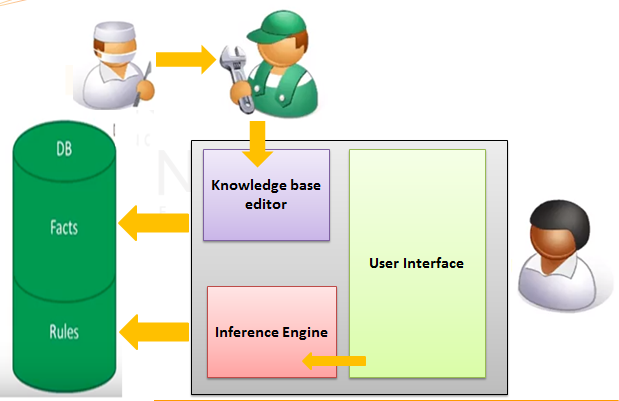 DB
Facts
Rules
Knowledge base
editor
Inference Engine
User Interface